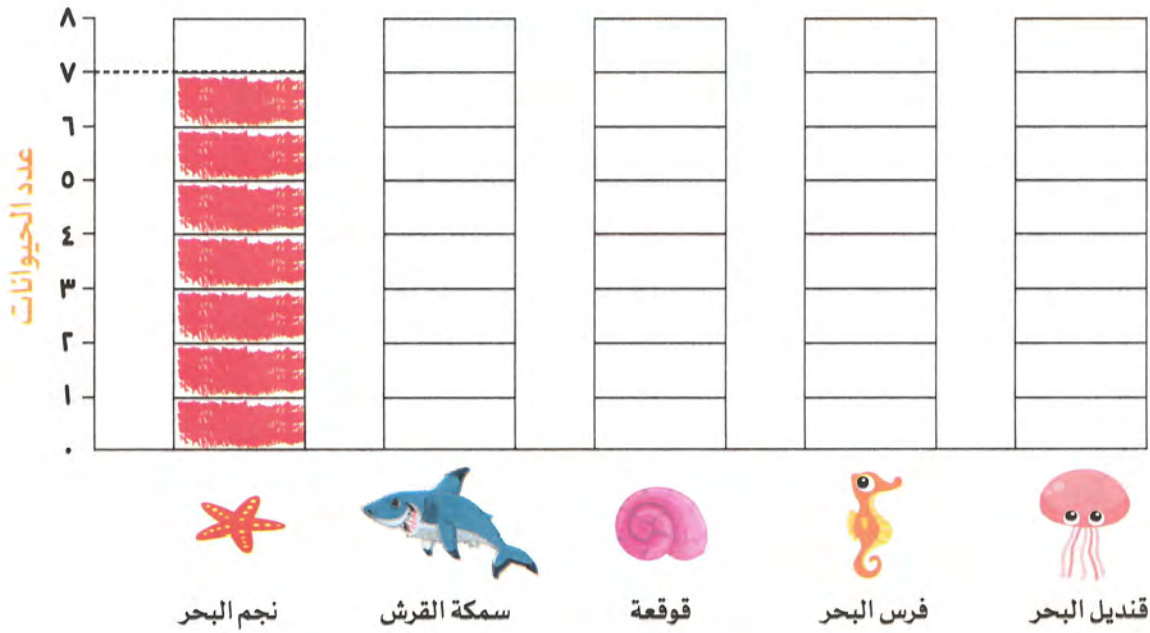 ٨
٧
٦
٥
٤
٣
٢
١
٠
عدد الحيوانات
قنديل البحر
فرس البحر
قوقعة
سمكة القرش
نجم البحر